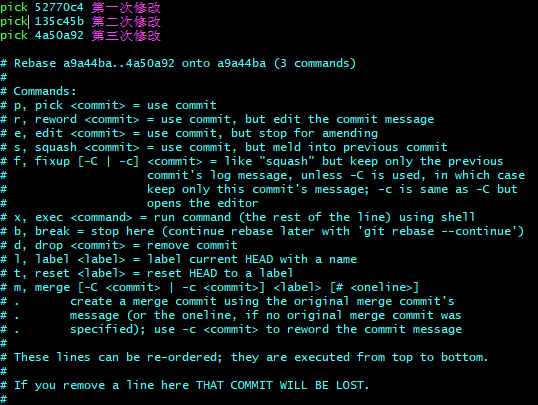 pick 52770c4 第一次修改
pick 135c45b 第二次修改
pick 4a50a92 第三次修改

# Rebase a9a44ba..4a50a92 onto a9a44ba (3 commands)
#
# Commands:
# p, pick <commit> = use commit
# r, reword <commit> = use commit, but edit the commit message
# e, edit <commit> = use commit, but stop for amending
# s, squash <commit> = use commit, but meld into previous commit
# f, fixup [-C | -c] <commit> = like "squash" but keep only the previous
#                    commit's log message, unless -C is used, in which case
#                    keep only this commit's message; -c is same as -C but
#                    opens the editor
# x, exec <command> = run command (the rest of the line) using shell
# b, break = stop here (continue rebase later with 'git rebase --continue')
# d, drop <commit> = remove commit
# l, label <label> = label current HEAD with a name
# t, reset <label> = reset HEAD to a label
# m, merge [-C <commit> | -c <commit>] <label> [# <oneline>]
# .       create a merge commit using the original merge commit's
# .       message (or the oneline, if no original merge commit was
# .       specified); use -c <commit> to reword the commit message
#
# These lines can be re-ordered; they are executed from top to bottom.
#
# If you remove a line here THAT COMMIT WILL BE LOST.
#